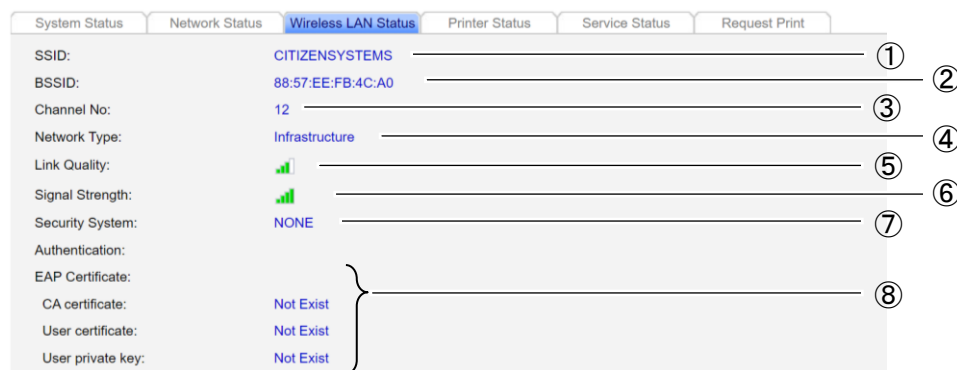 System Status Network Status Wireless LAN Status Printer Status Service Status Request Print
SSID: CITIZENSYSTEMS ①
BSSID: 88:57:EE:FB:4C:A0 ②
Channel No: 12 ③
Network Type: Infrastructure ④
Link Quality: ⑤
Signal Strength: ⑥
Security System: NONE ⑦
Authentication:
EAP Certificate:
⑧
CA certificate: Not Exist
User certificate: Not Exist
User private key: Not Exist